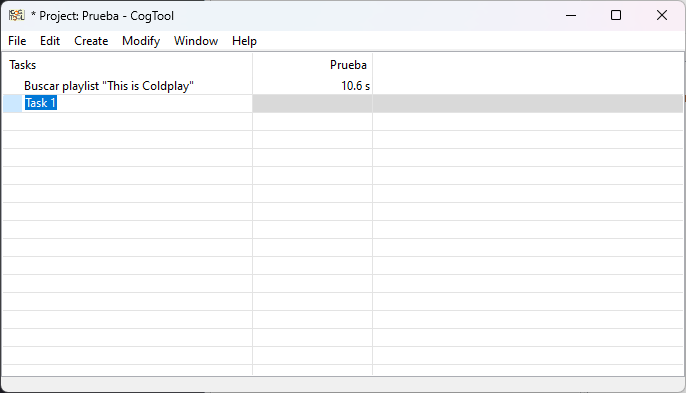 * Project: Prueba - CogTool
File Edit Create Modify Window Help
Tasks Prueba
Buscar playlist "This is Coldplay" 10.6 s
Task 1